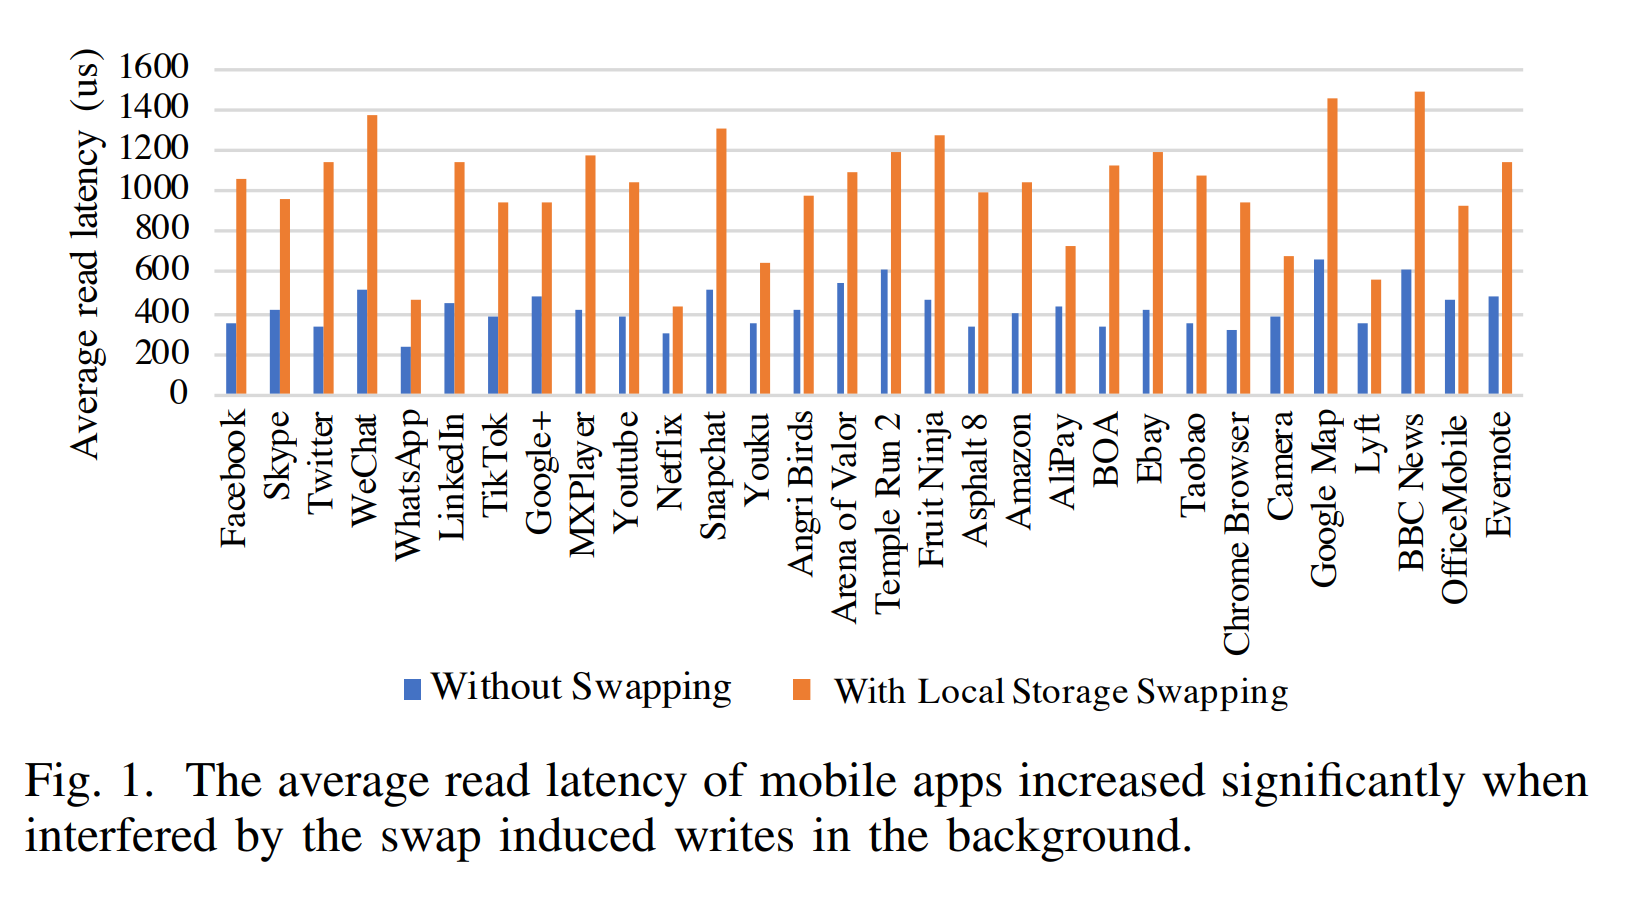 Average read latency (us)
1600
1400
1200
1000
800
600
400
200
0
Facebook
Skype
Twitter
WeChat
WhatsApp
LinkedIn
TikTok
Google+
MXPlayer
Youtube
Netflix
Snapchat
Youku
Angri Birds
Arena of Valor
Temple Run 2
Fruit Ninja
Asphalt 8
Amazon
AliPay
BOA
Ebay
Taobao
Chrome Browser
Camera
Google Map
Lyft
BBC News
OfficeMobile
Evernote
Without Swapping With Local Storage Swapping
Fig. 1. The average read latency of mobile apps increased significantly when
interfered by the swap induced writes in the background.